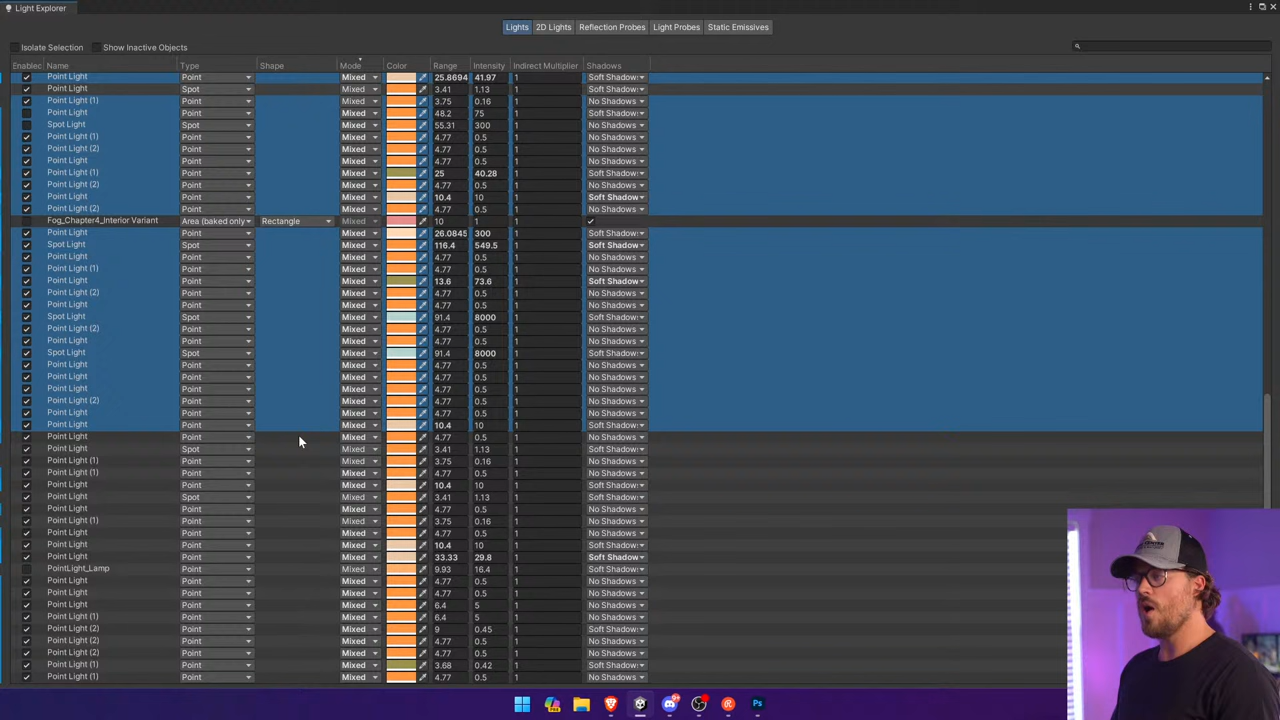 Light Explorer
Lights 2D Lights Reflection Probes Light Probes Static Emissives
Isolate Selection Show Inactive Objects
Enabled Name Type Shape Mode Color Range Intensity Indirect Multiplier Shadows
Point Light Point Mixed 25.8694 41.97 1 Soft Shadow
Point Light Spot Mixed 3.41 1.13 1 Soft Shadow
Point Light (1) Point Mixed 3.75 0.16 1 No Shadows
Point Light Point Mixed 48.2 75 1 Soft Shadow
Spot Light Spot Mixed 55.31 300 1 No Shadows
Point Light (1) Point Mixed 4.77 0.5 1 No Shadows
Point Light (2) Point Mixed 4.77 0.5 1 No Shadows
Point Light Point Mixed 4.77 0.5 1 No Shadows
Point Light (1) Point Mixed 25 40.28 1 Soft Shadow
Point Light (2) Point Mixed 4.77 0.5 1 No Shadows
Point Light Point Mixed 10.4 10 1 Soft Shadow
Point Light (2) Point Mixed 4.77 0.5 1 No Shadows
Fog_Chapter4_Interior Variant Area (baked only Rectangle Mixed 10 1 1
Point Light Point Mixed 26.0845 300 1 Soft Shadow
Spot Light Spot Mixed 116.4 549.5 1 Soft Shadow
Point Light Point Mixed 4.77 0.5 1 No Shadows
Point Light (1) Point Mixed 4.77 0.5 1 No Shadows
Point Light Point Mixed 13.6 73.6 1 Soft Shadow
Point Light (2) Point Mixed 4.77 0.5 1 No Shadows
Point Light Point Mixed 4.77 0.5 1 No Shadows
Spot Light Spot Mixed 91.4 8000 1 Soft Shadow
Point Light (2) Point Mixed 4.77 0.5 1 No Shadows
Point Light Point Mixed 4.77 0.5 1 No Shadows
Spot Light Spot Mixed 91.4 8000 1 Soft Shadow
Point Light Point Mixed 4.77 0.5 1 No Shadows
Point Light Point Mixed 4.77 0.5 1 No Shadows
Point Light Point Mixed 4.77 0.5 1 No Shadows
Point Light (2) Point Mixed 4.77 0.5 1 No Shadows
Point Light Point Mixed 4.77 0.5 1 No Shadows
Point Light Point Mixed 10.4 10 1 Soft Shadow
Point Light Point Mixed 4.77 0.5 1 No Shadows
Point Light Spot Mixed 3.41 1.13 1 Soft Shadow
Point Light (1) Point Mixed 3.75 0.16 1 No Shadows
Point Light (1) Point Mixed 4.77 0.5 1 No Shadows
Point Light Point Mixed 10.4 10 1 Soft Shadow
Point Light Spot Mixed 3.41 1.13 1 Soft Shadow
Point Light Point Mixed 4.77 0.5 1 No Shadows
Point Light (1) Point Mixed 3.75 0.16 1 No Shadows
Point Light Point Mixed 4.77 0.5 1 No Shadows
Point Light Point Mixed 10.4 10 1 Soft Shadow
Point Light Point Mixed 33.33 29.8 1 Soft Shadow
PointLight_Lamp Point Mixed 9.93 16.4 1 Soft Shadow
Point Light Point Mixed 4.77 0.5 1 No Shadows
Point Light Point Mixed 4.77 0.5 1 No Shadows
Point Light Point Mixed 6.4 5 1 No Shadows
Point Light (1) Point Mixed 6.4 5 1 No Shadows
Point Light (2) Point Mixed 9 0.45 1 Soft Shadow
Point Light (2) Point Mixed 4.77 0.5 1 No Shadows
Point Light (2) Point Mixed 4.77 0.5 1 No Shadows
Point Light (1) Point Mixed 3.68 0.42 1 Soft Shadow
Point Light (1) Point Mixed 4.77 0.5 1 No Shadows